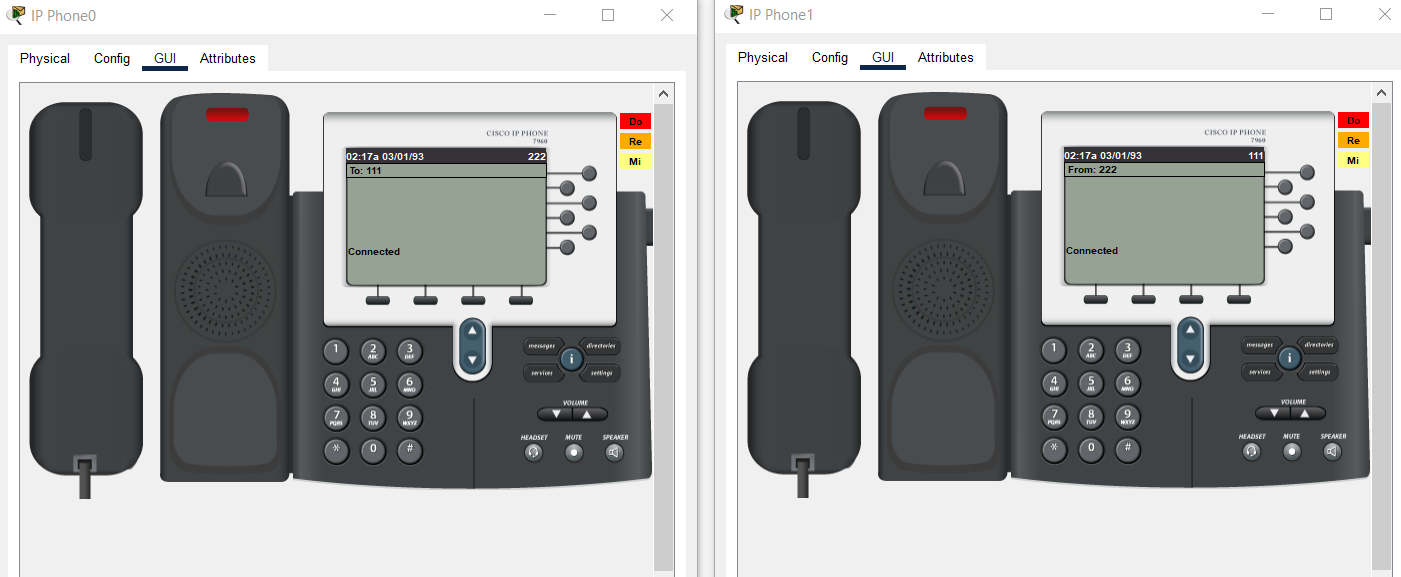 IP Phone0
Physical Config GUI Attributes
CISCO IP PHONE
7960
02:17a 03/01/93 222
To: 111
Connected
Do
Re
Mi
1 2 ABC 3 DEF
4 GHI 5 JKL 6 MNO
7 PQRS 8 TUV 9 WXYZ
* 0 #
messages directories
i
services settings
VOLUME
HEADSET MUTE SPEAKER
IP Phone1
Physical Config GUI Attributes
CISCO IP PHONE
7960
02:17a 03/01/93 111
From: 222
Connected
Do
Re
Mi
1 2 ABC 3 DEF
4 GHI 5 JKL 6 MNO
7 PQRS 8 TUV 9 WXYZ
* 0 #
messages directories
i
services settings
VOLUME
HEADSET MUTE SPEAKER